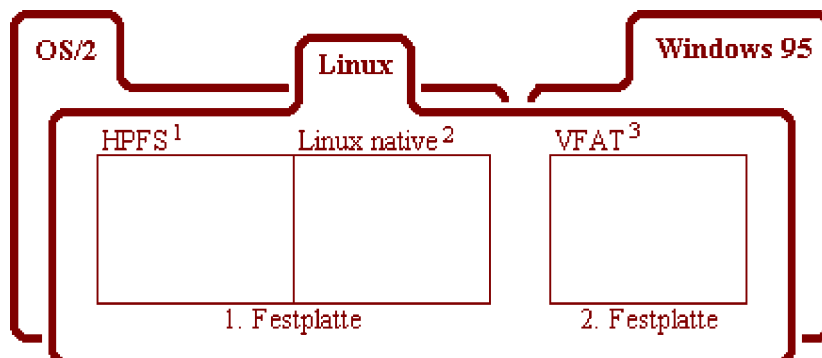 OS/2
Linux
Windows 95
HPFS 1
Linux native 2
VFAT 3
1. Festplatte
2. Festplatte